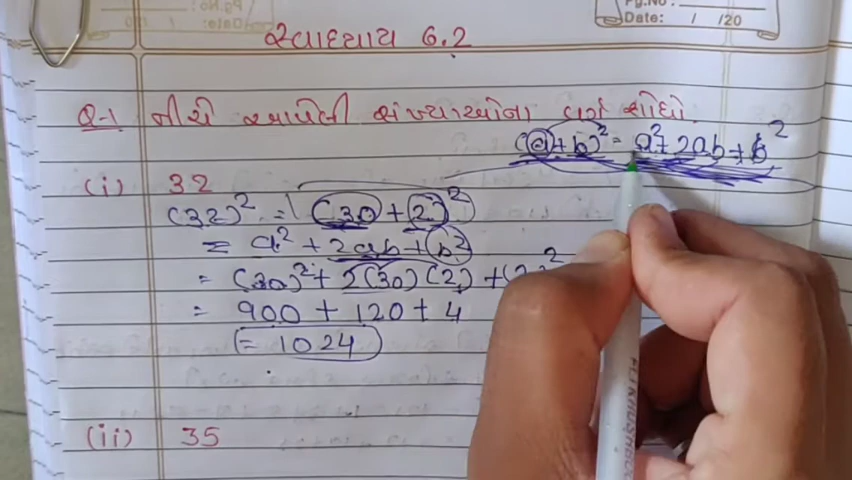 Pg.No.:
Date: / /20
સ્વાધ્યાય 6.2
Q-1 નીચે આપેલી સંખ્યાઓના વર્ગ શોધો
(a+b)² = a²+2ab+b²
(i) 32
(32)² = (30+2)²
= a² + 2ab + b²
= (30)² + 2(30)(2) + (2)²
= 900 + 120 + 4
= 1024
(ii) 35